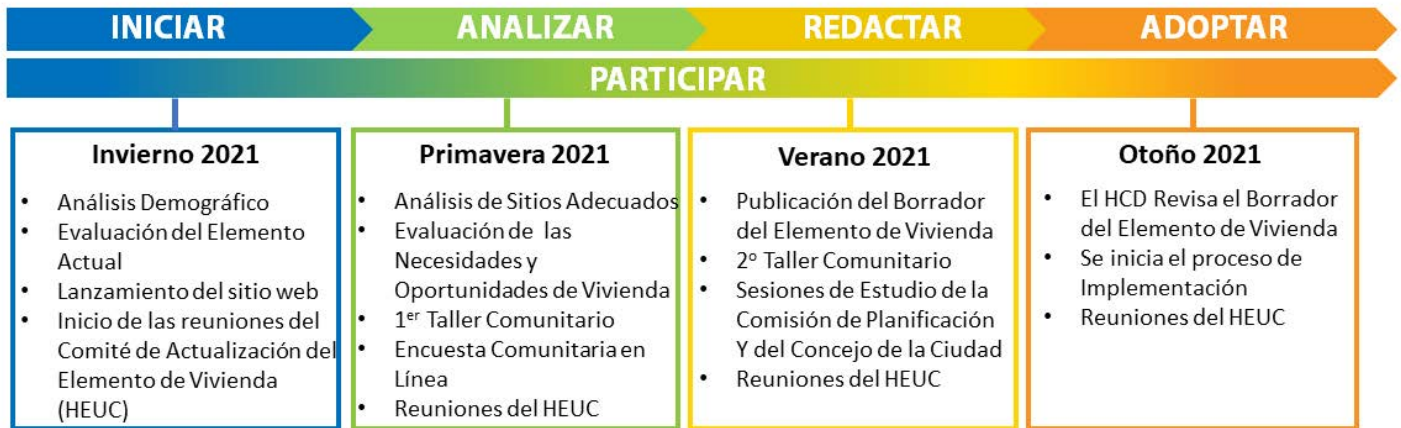 INICIAR
ANALIZAR
REDACTAR
ADOPTAR
PARTICIPAR
Invierno 2021
• Análisis Demográfico
• Evaluación del Elemento
Actual
• Lanzamiento del sitio web
• Inicio de las reuniones del
Comité de Actualización del
Elemento de Vivienda
(HEUC)
Primavera 2021
• Análisis de Sitios Adecuados
• Evaluación de las
Necesidades y
Oportunidades de Vivienda
• 1er Taller Comunitario
• Encuesta Comunitaria en
Línea
• Reuniones del HEUC
Verano 2021
• Publicación del Borrador
del Elemento de Vivienda
• 2o Taller Comunitario
• Sesiones de Estudio de la
Comisión de Planificación
Y del Concejo de la Ciudad
• Reuniones del HEUC
Otoño 2021
• El HCD Revisa el Borrador
del Elemento de Vivienda
• Se inicia el proceso de
Implementación
• Reuniones del HEUC